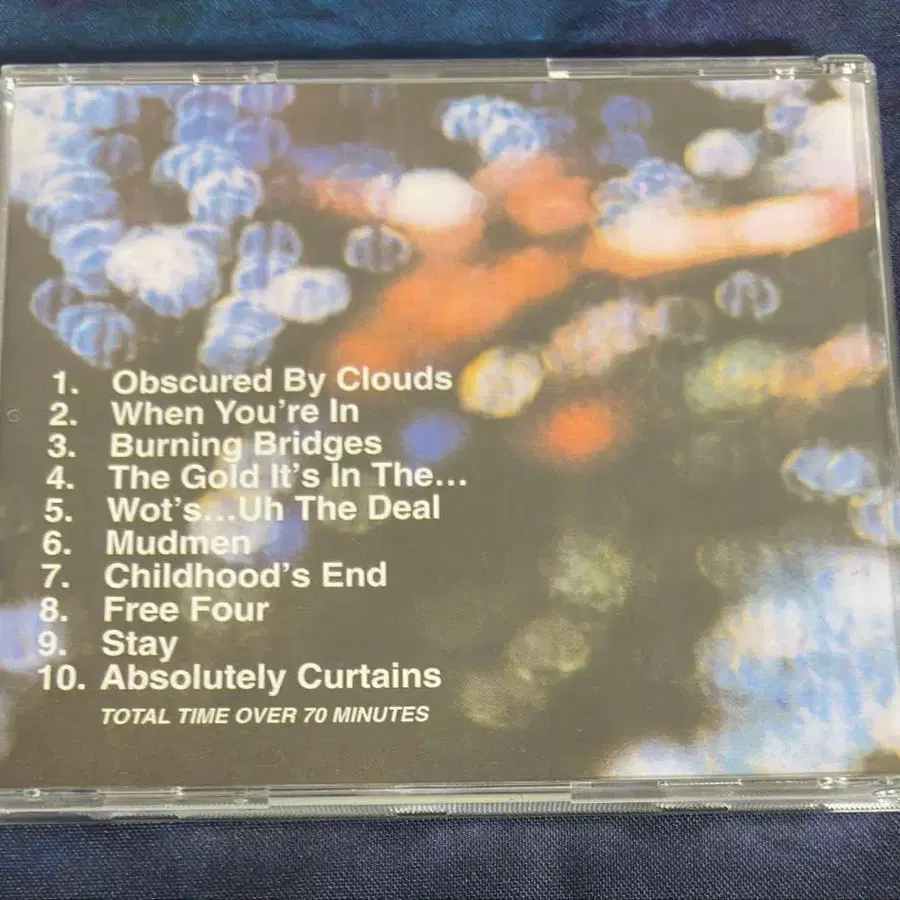 1. Obscured By Clouds
2. When You're In
3. Burning Bridges
4. The Gold It's In The...
5. Wot's...Uh The Deal
6. Mudmen
7. Childhood's End
8. Free Four
9. Stay
10. Absolutely Curtains
TOTAL TIME OVER 70 MINUTES